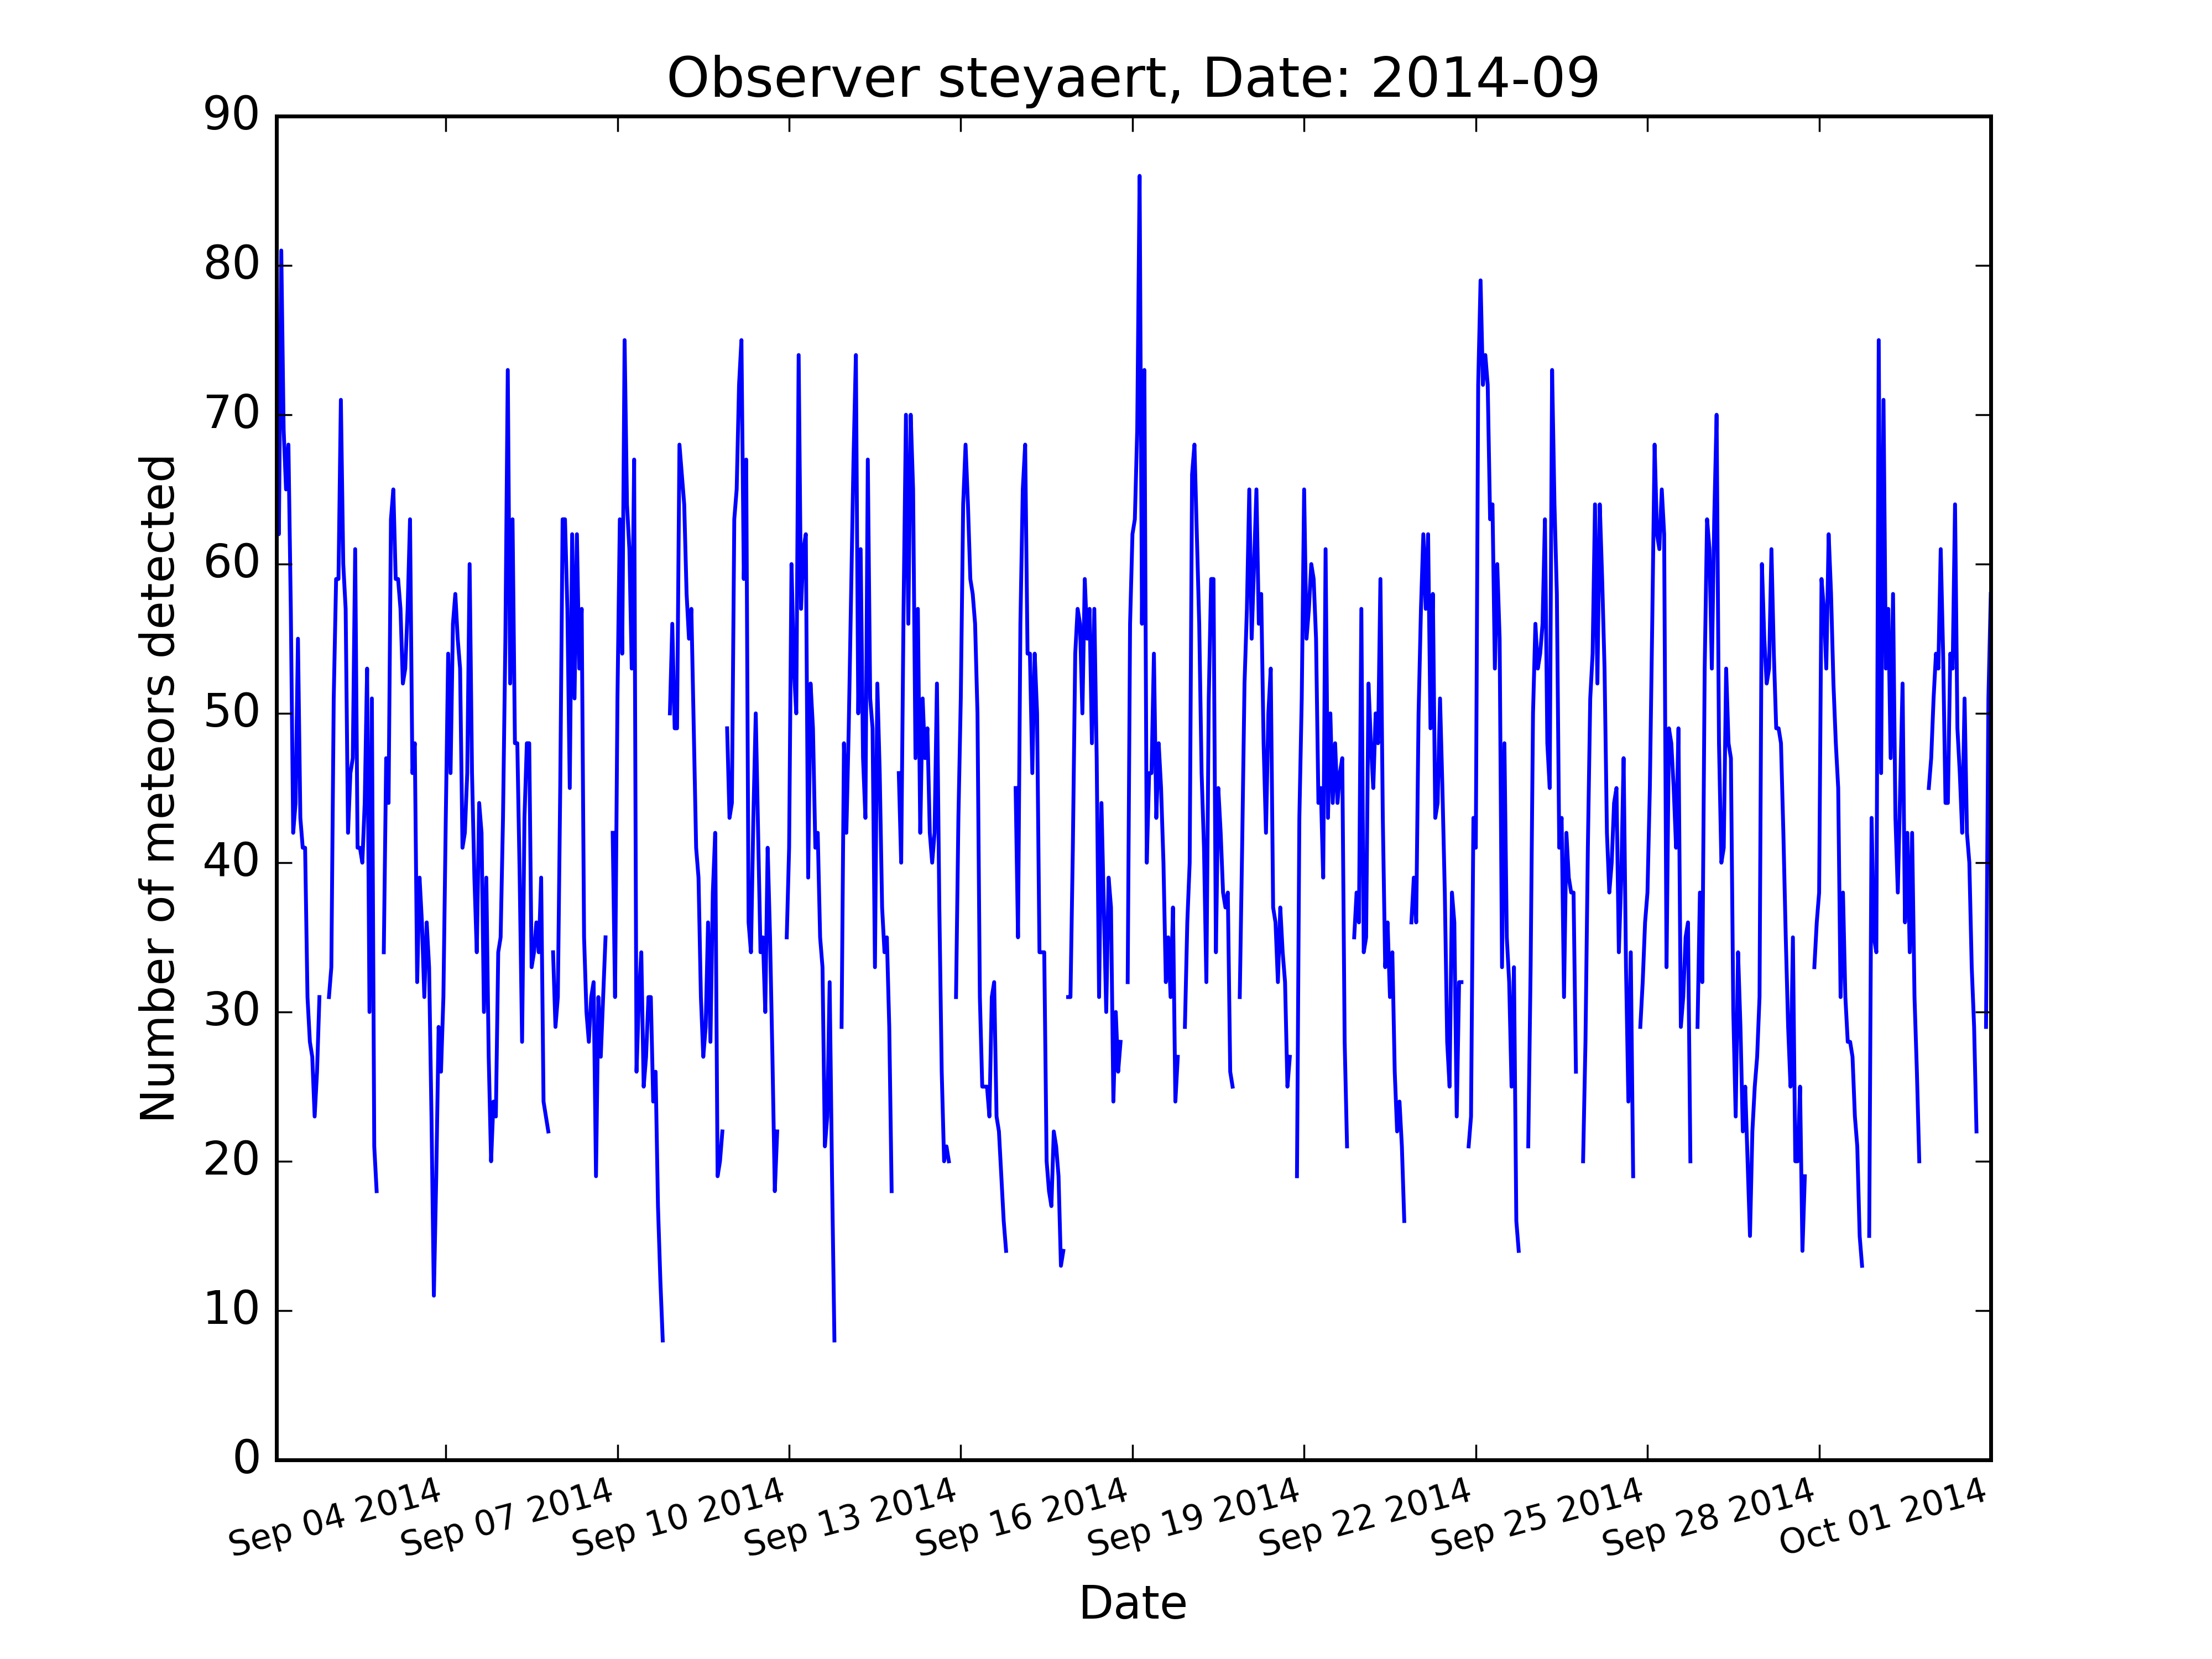 Observer steyaert, Date: 2014-09
90
80
70
60
50
40
30
20
10
0
Number of meteors detected
Sep 04 2014
Sep 07 2014
Sep 10 2014
Sep 13 2014
Sep 16 2014
Sep 19 2014
Sep 22 2014
Sep 25 2014
Sep 28 2014
Oct 01 2014
Date